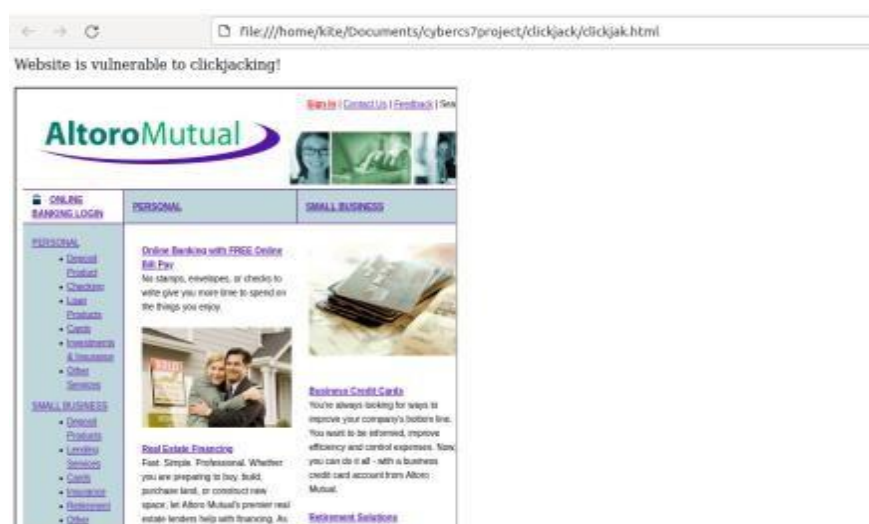 file:///home/kite/Documents/cybercs7project/clickjack/clickjak.html
Website is vulnerable to clickjacking!
Sign In | Contact Us | Feedback | Sea
AltoroMutual
ONLINE
BANKING LOGIN
PERSONAL
SMALL BUSINESS
PERSONAL
• Deposit
Product
• Checking
• Loan
Products
• Cards
• Investments
& Insurance
• Other
Services
SMALL BUSINESS
• Deposit
Products
• Lending
Services
• Cards
• Insurance
• Retirement
• Other
Online Banking with FREE Online
Bill Pay
No stamps, envelopes, or checks to
write give you more time to spend on
the things you enjoy.
Real Estate Financing
Fast. Simple. Professional. Whether
you are preparing to buy, build,
purchase land, or construct new
space, let Altoro Mutual's premier real
estate lenders help with financing. As
Business Credit Cards
You're always looking for ways to
improve your company's bottom line.
You want to be informed, improve
efficiency and control expenses. Now,
you can do it all - with a business
credit card account from Altoro
Mutual.
Retirement Solutions